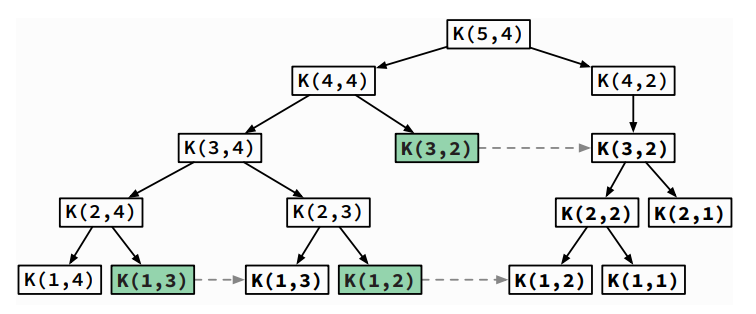 K(5,4)
K(4,4)
K(4,2)
K(3,4)
K(3,2)
K(3,2)
K(2,4)
K(2,3)
K(2,2)
K(2,1)
K(1,4)
K(1,3)
K(1,3)
K(1,2)
K(1,2)
K(1,1)